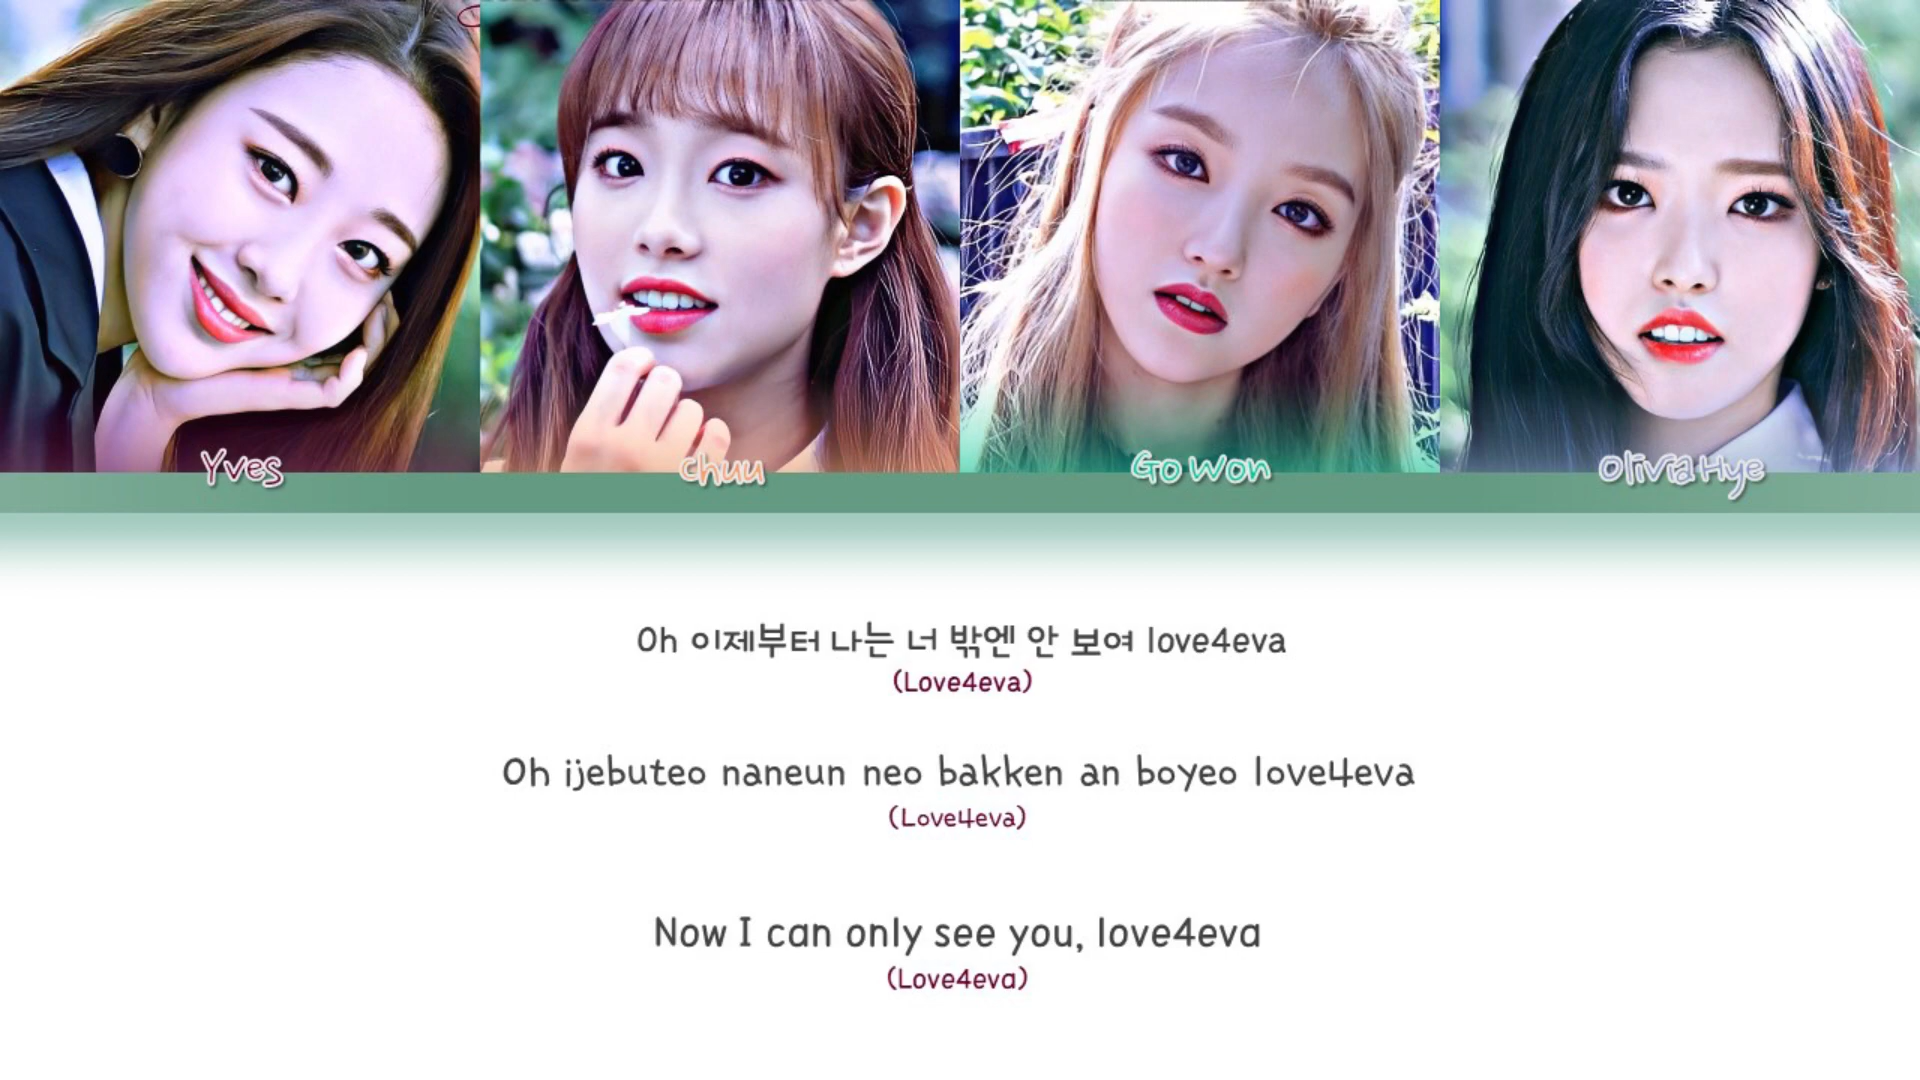 Yves
chuu
Go Won
Olivia Hye
Oh 이제부터 나는 너 밖엔 안 보여 love4eva
(Love4eva)
Oh ijebuteo naneun neo bakken an boyeo love4eva
(Love4eva)
Now I can only see you, love4eva
(Love4eva)